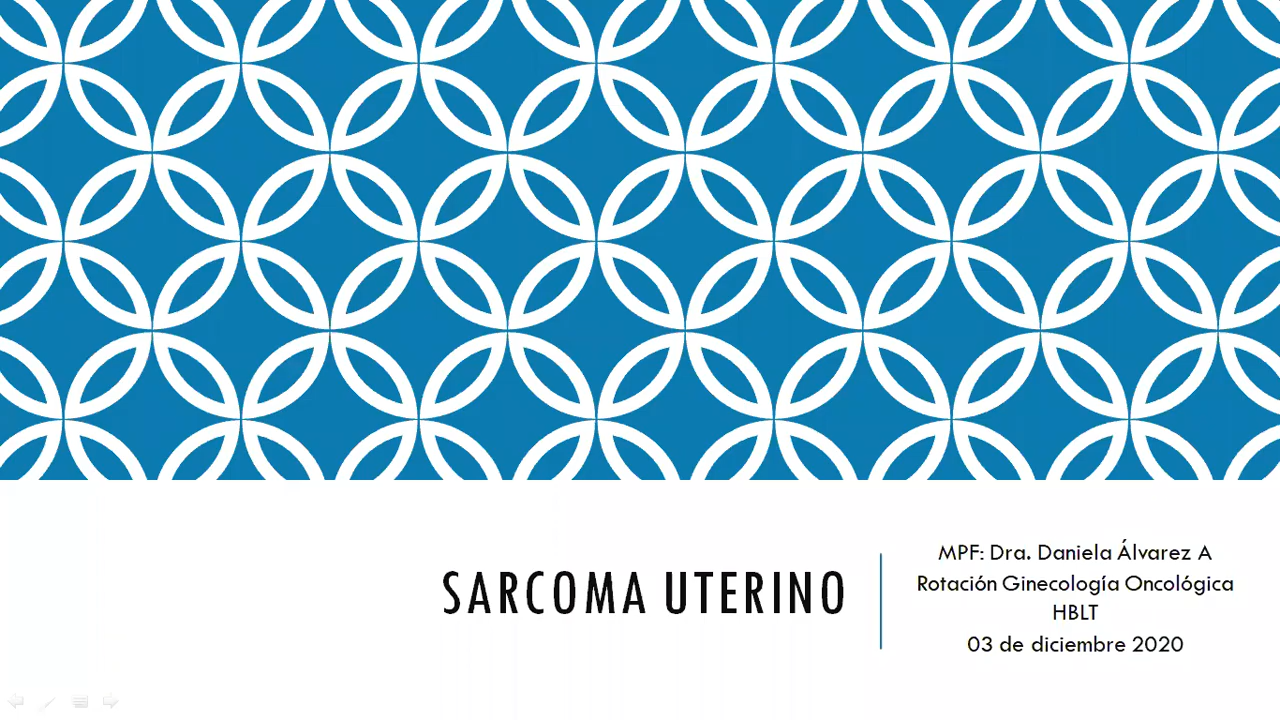 SARCOMA UTERINO
MPF: Dra. Daniela Álvarez A
Rotación Ginecología Oncológica
HBLT
03 de diciembre 2020